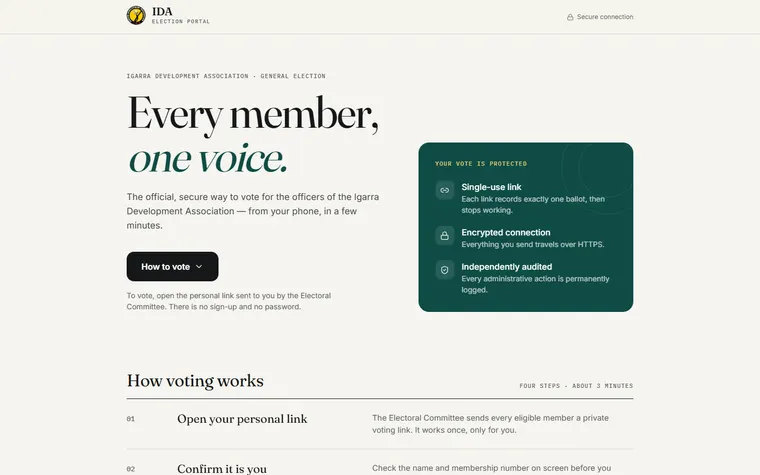 IDA
ELECTION PORTAL
Secure connection
IGARRA DEVELOPMENT ASSOCIATION · GENERAL ELECTION
Every member,
one voice.
The official, secure way to vote for the officers of the Igarra
Development Association — from your phone, in a few
minutes.
How to vote
To vote, open the personal link sent to you by the Electoral
Committee. There is no sign-up and no password.
YOUR VOTE IS PROTECTED
Single-use link
Each link records exactly one ballot, then
stops working.
Encrypted connection
Everything you send travels over HTTPS.
Independently audited
Every administrative action is permanently
logged.
How voting works
FOUR STEPS · ABOUT 3 MINUTES
01
Open your personal link
The Electoral Committee sends every eligible member a private
voting link. It works once, only for you.
02
Confirm it is you
Check the name and membership number on screen before you